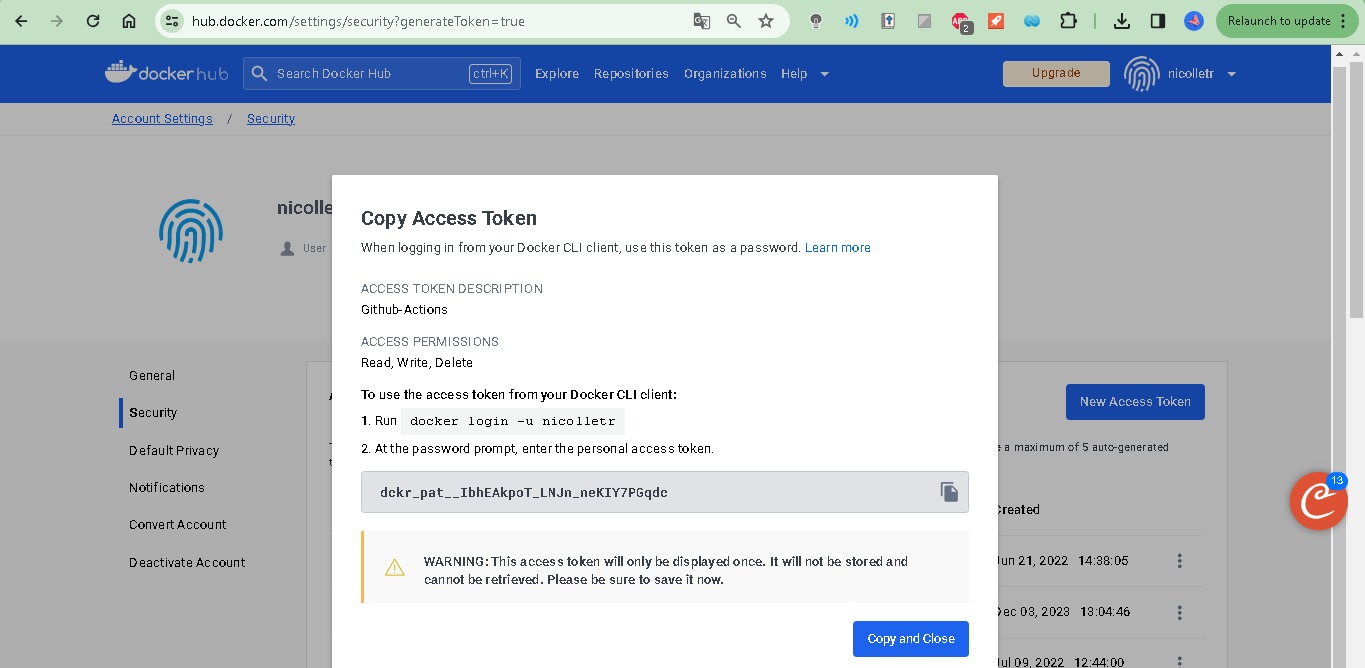 hub.docker.com/settings/security?generateToken=true
2
Relaunch to update
docker hub
Search Docker Hub
ctrl+K
Explore
Repositories
Organizations
Help
Upgrade
nicolletr
Account Settings / Security
nicolle
User
General
Security
Default Privacy
Notifications
Convert Account
Deactivate Account
Copy Access Token
When logging in from your Docker CLI client, use this token as a password. Learn more
ACCESS TOKEN DESCRIPTION
Github-Actions
ACCESS PERMISSIONS
Read, Write, Delete
To use the access token from your Docker CLI client:
1. Run docker login -u nicolletr
2. At the password prompt, enter the personal access token.
dckr_pat__IbhEAkpoT_LNJn_neKIY7PGqdc
WARNING: This access token will only be displayed once. It will not be stored and
cannot be retrieved. Please be sure to save it now.
Copy and Close
New Access Token
e a maximum of 5 auto-generated
Created
Jun 21, 2022 14:38:05
Dec 03, 2023 13:04:46
Jul 09, 2022 12:44:00
13